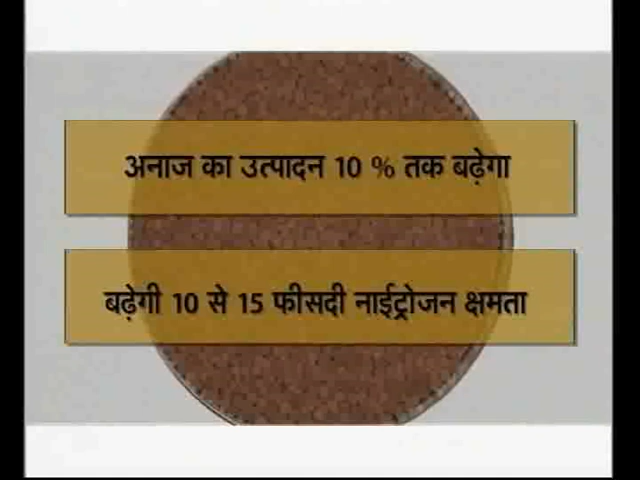 अनाज का उत्पादन 10 % तक बढ़ेगा
बढ़ेगी 10 से 15 फीसदी नाईट्रोजन क्षमता